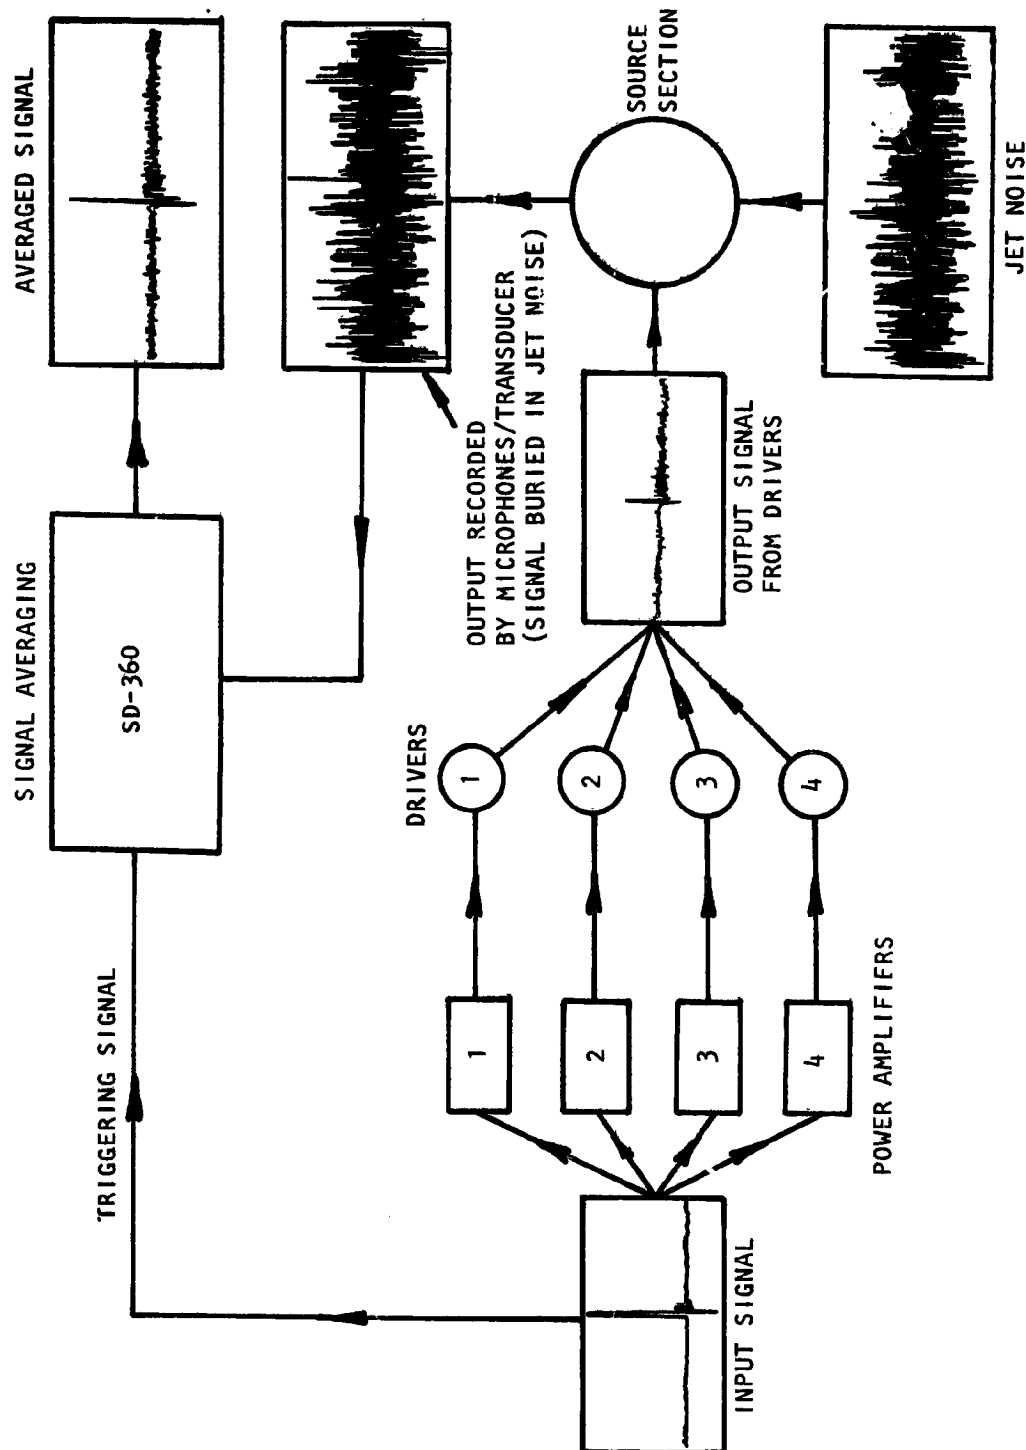 SIGNAL AVERAGING
AVERAGED SIGNAL
SD-360
TRIGGERING SIGNAL
OUTPUT RECORDED
BY MICROPHONES/TRANSDUCER
(SIGNAL BURIED IN JET NOISE)
DRIVERS
1
1
2
2
3
3
4
4
SOURCE
SECTION
INPUT SIGNAL
POWER AMPLIFIERS
OUTPUT SIGNAL
FROM DRIVERS
JET NOISE